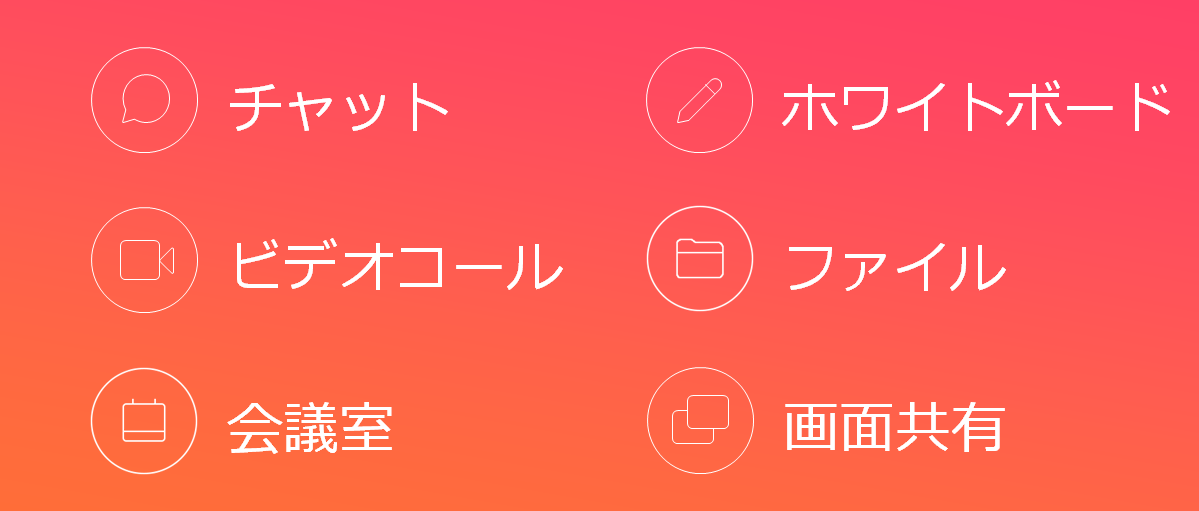 チャット
ホワイトボード
ビデオコール
ファイル
会議室
画面共有